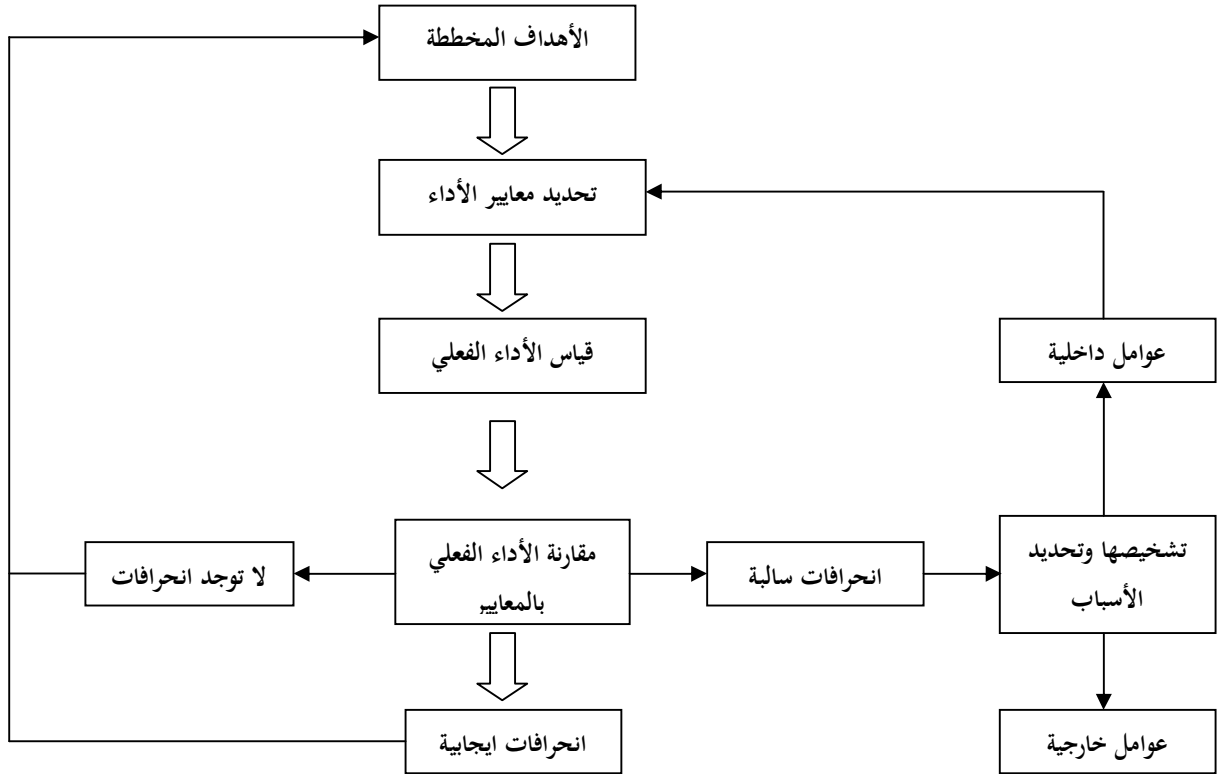 الأهداف المخططة
تحديد معايير الأداء
قياس الأداء الفعلي
عوامل داخلية
مقارنة الأداء الفعلي
بالمعايير
لا توجد انحرافات
انحرافات سالبة
تشخيصها وتحديد
الأسباب
انحرافات ايجابية
عوامل خارجية